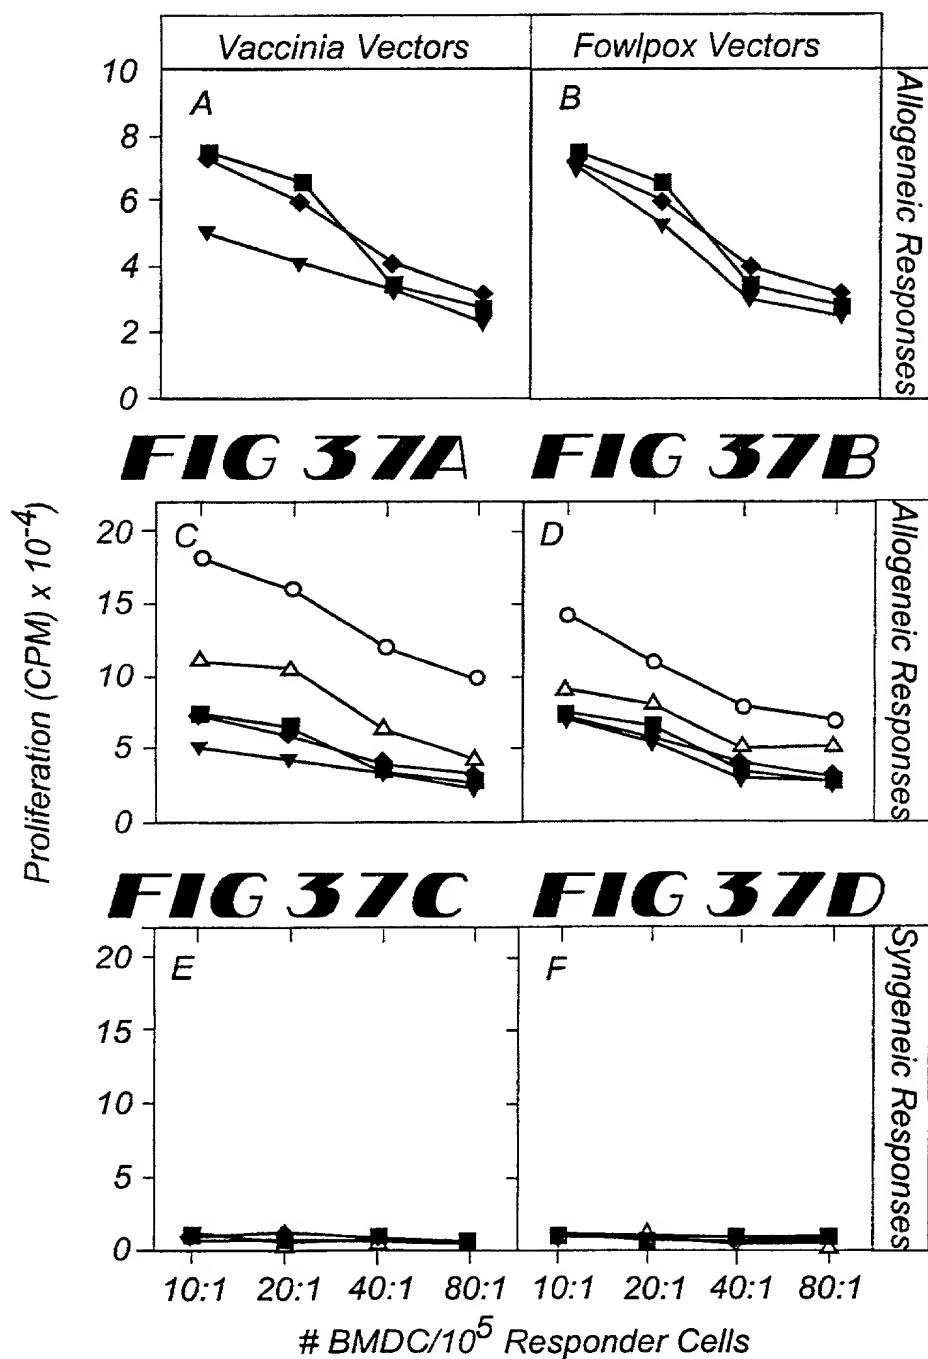 Vaccinia Vectors
Fowlpox Vectors
10
8
6
4
2
0
A
B
Allogeneic Responses
FIG 37A
FIG 37B
Proliferation (CPM) x 10-4
20
15
10
5
0
C
D
Allogeneic Responses
FIG 37C
FIG 37D
20
15
10
5
0
E
F
Syngeneic Responses
10:1 20:1 40:1 80:1 10:1 20:1 40:1 80:1
# BMDC/105 Responder Cells